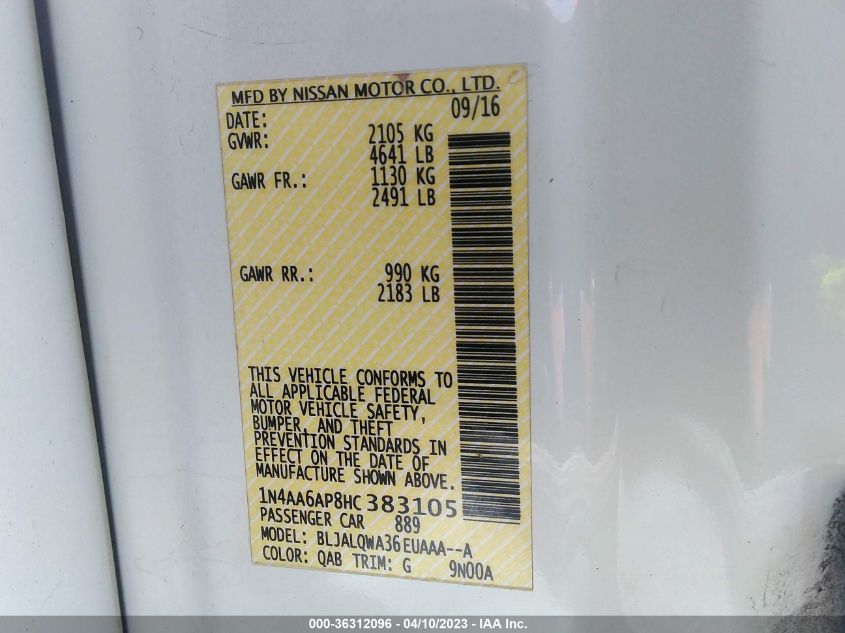 MFD BY NISSAN MOTOR CO., LTD.
DATE: 09/16
GVWR: 2105 KG
4641 LB
GAWR FR.: 1130 KG
2491 LB
GAWR RR.: 990 KG
2183 LB
THIS VEHICLE CONFORMS TO
ALL APPLICABLE FEDERAL
MOTOR VEHICLE SAFETY,
BUMPER, AND THEFT
PREVENTION STANDARDS IN
EFFECT ON THE DATE OF
MANUFACTURE SHOWN ABOVE.
1N4AA6AP8HC383105
PASSENGER CAR 889
MODEL: BLJALQWA36EUAAA--A
COLOR: QAB TRIM: G 9N00A
000-36312096 - 04/10/2023 - IAA Inc.